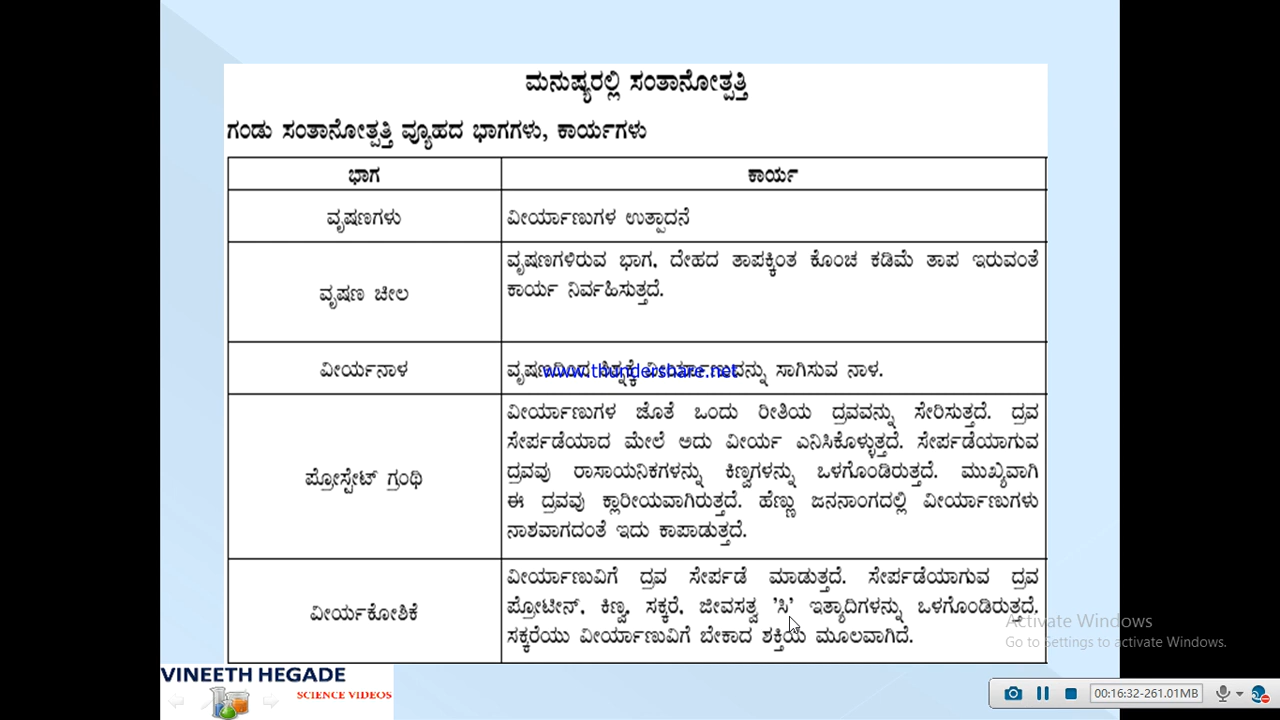 ಮನುಷ್ಯರಲ್ಲಿ ಸಂತಾನೋತ್ಪತ್ತಿ
ಗಂಡು ಸಂತಾನೋತ್ಪತ್ತಿ ವ್ಯೂಹದ ಭಾಗಗಳು, ಕಾರ್ಯಗಳು
ಭಾಗ ಕಾರ್ಯ
ವೃಷಣಗಳು ವೀರ್ಯಾಣುಗಳ ಉತ್ಪಾದನೆ
ವೃಷಣ ಚೀಲ
ವೃಷಣಗಳಿರುವ ಭಾಗ, ದೇಹದ ತಾಪಕ್ಕಿಂತ ಕೊಂಚ ಕಡಿಮೆ ತಾಪ ಇರುವಂತೆ
ಕಾರ್ಯ ನಿರ್ವಹಿಸುತ್ತದೆ.
ವೀರ್ಯನಾಳ
ಸಾಗಿಸುವ ನಾಳ.
www.thundershare.net
ಪ್ರೋಸ್ಟೇಟ್ ಗ್ರಂಥಿ
ವೀರ್ಯಾಣುಗಳ ಜೊತೆ ಒಂದು ರೀತಿಯ ದ್ರವವನ್ನು ಸೇರಿಸುತ್ತದೆ. ದ್ರವ
ಸೇರ್ಪಡೆಯಾದ ಮೇಲೆ ಅದು ವೀರ್ಯ ಎನಿಸಿಕೊಳ್ಳುತ್ತದೆ. ಸೇರ್ಪಡೆಯಾಗುವ
ದ್ರವವು ರಾಸಾಯನಿಕಗಳನ್ನು ಕಿಣ್ವಗಳನ್ನು ಒಳಗೊಂಡಿರುತ್ತದೆ. ಮುಖ್ಯವಾಗಿ
ಈ ದ್ರವವು ಕ್ಷಾರೀಯವಾಗಿರುತ್ತದೆ. ಹೆಣ್ಣು ಜನನಾಂಗದಲ್ಲಿ ವೀರ್ಯಾಣುಗಳು
ನಾಶವಾಗದಂತೆ ಇದು ಕಾಪಾಡುತ್ತದೆ.
ವೀರ್ಯಕೋಶಿಕೆ
ವೀರ್ಯಾಣುವಿಗೆ ದ್ರವ ಸೇರ್ಪಡೆ ಮಾಡುತ್ತದೆ. ಸೇರ್ಪಡೆಯಾಗುವ ದ್ರವ
ಪ್ರೋಟೀನ್, ಕಿಣ್ವ, ಸಕ್ಕರೆ, ಜೀವಸತ್ವ 'ಸಿ' ಇತ್ಯಾದಿಗಳನ್ನು ಒಳಗೊಂಡಿರುತ್ತದೆ.
ಸಕ್ಕರೆಯು ವೀರ್ಯಾಣುವಿಗೆ ಬೇಕಾದ ಶಕ್ತಿಯ ಮೂಲವಾಗಿದೆ.
Activate Windows
Go to Settings to activate Windows.
VINEETH HEGADE
SCIENCE VIDEOS
00:16:32-261.01MB